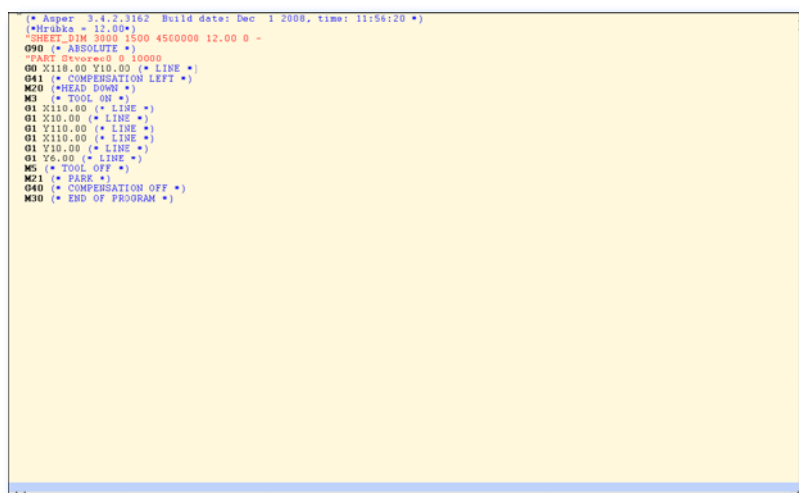 (* Asper 3.4.2.3162 Build date: Dec 1 2008, time: 11:56:20 *)
(*Hrúbka = 12.00*)
"SHEET_DIM 3000 1500 4500000 12.00 0 ~
G90 (* ABSOLUTE *)
"PART Stvorec0 0 10000
G0 X118.00 Y10.00 (* LINE *)
G41 (* COMPENSATION LEFT *)
M20 (*HEAD DOWN *)
M3 (* TOOL ON *)
G1 X110.00 (* LINE *)
G1 X10.00 (* LINE *)
G1 Y110.00 (* LINE *)
G1 X110.00 (* LINE *)
G1 Y10.00 (* LINE *)
G1 Y6.00 (* LINE *)
M5 (* TOOL OFF *)
M21 (* PARK *)
G40 (* COMPENSATION OFF *)
M30 (* END OF PROGRAM *)